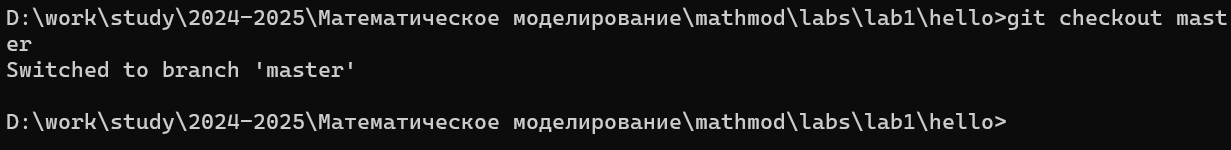 D:\work\study\2024-2025\Математическое моделирование\mathmod\labs\lab1\hello>git checkout mast
er
Switched to branch 'master'
D:\work\study\2024-2025\Математическое моделирование\mathmod\labs\lab1\hello>